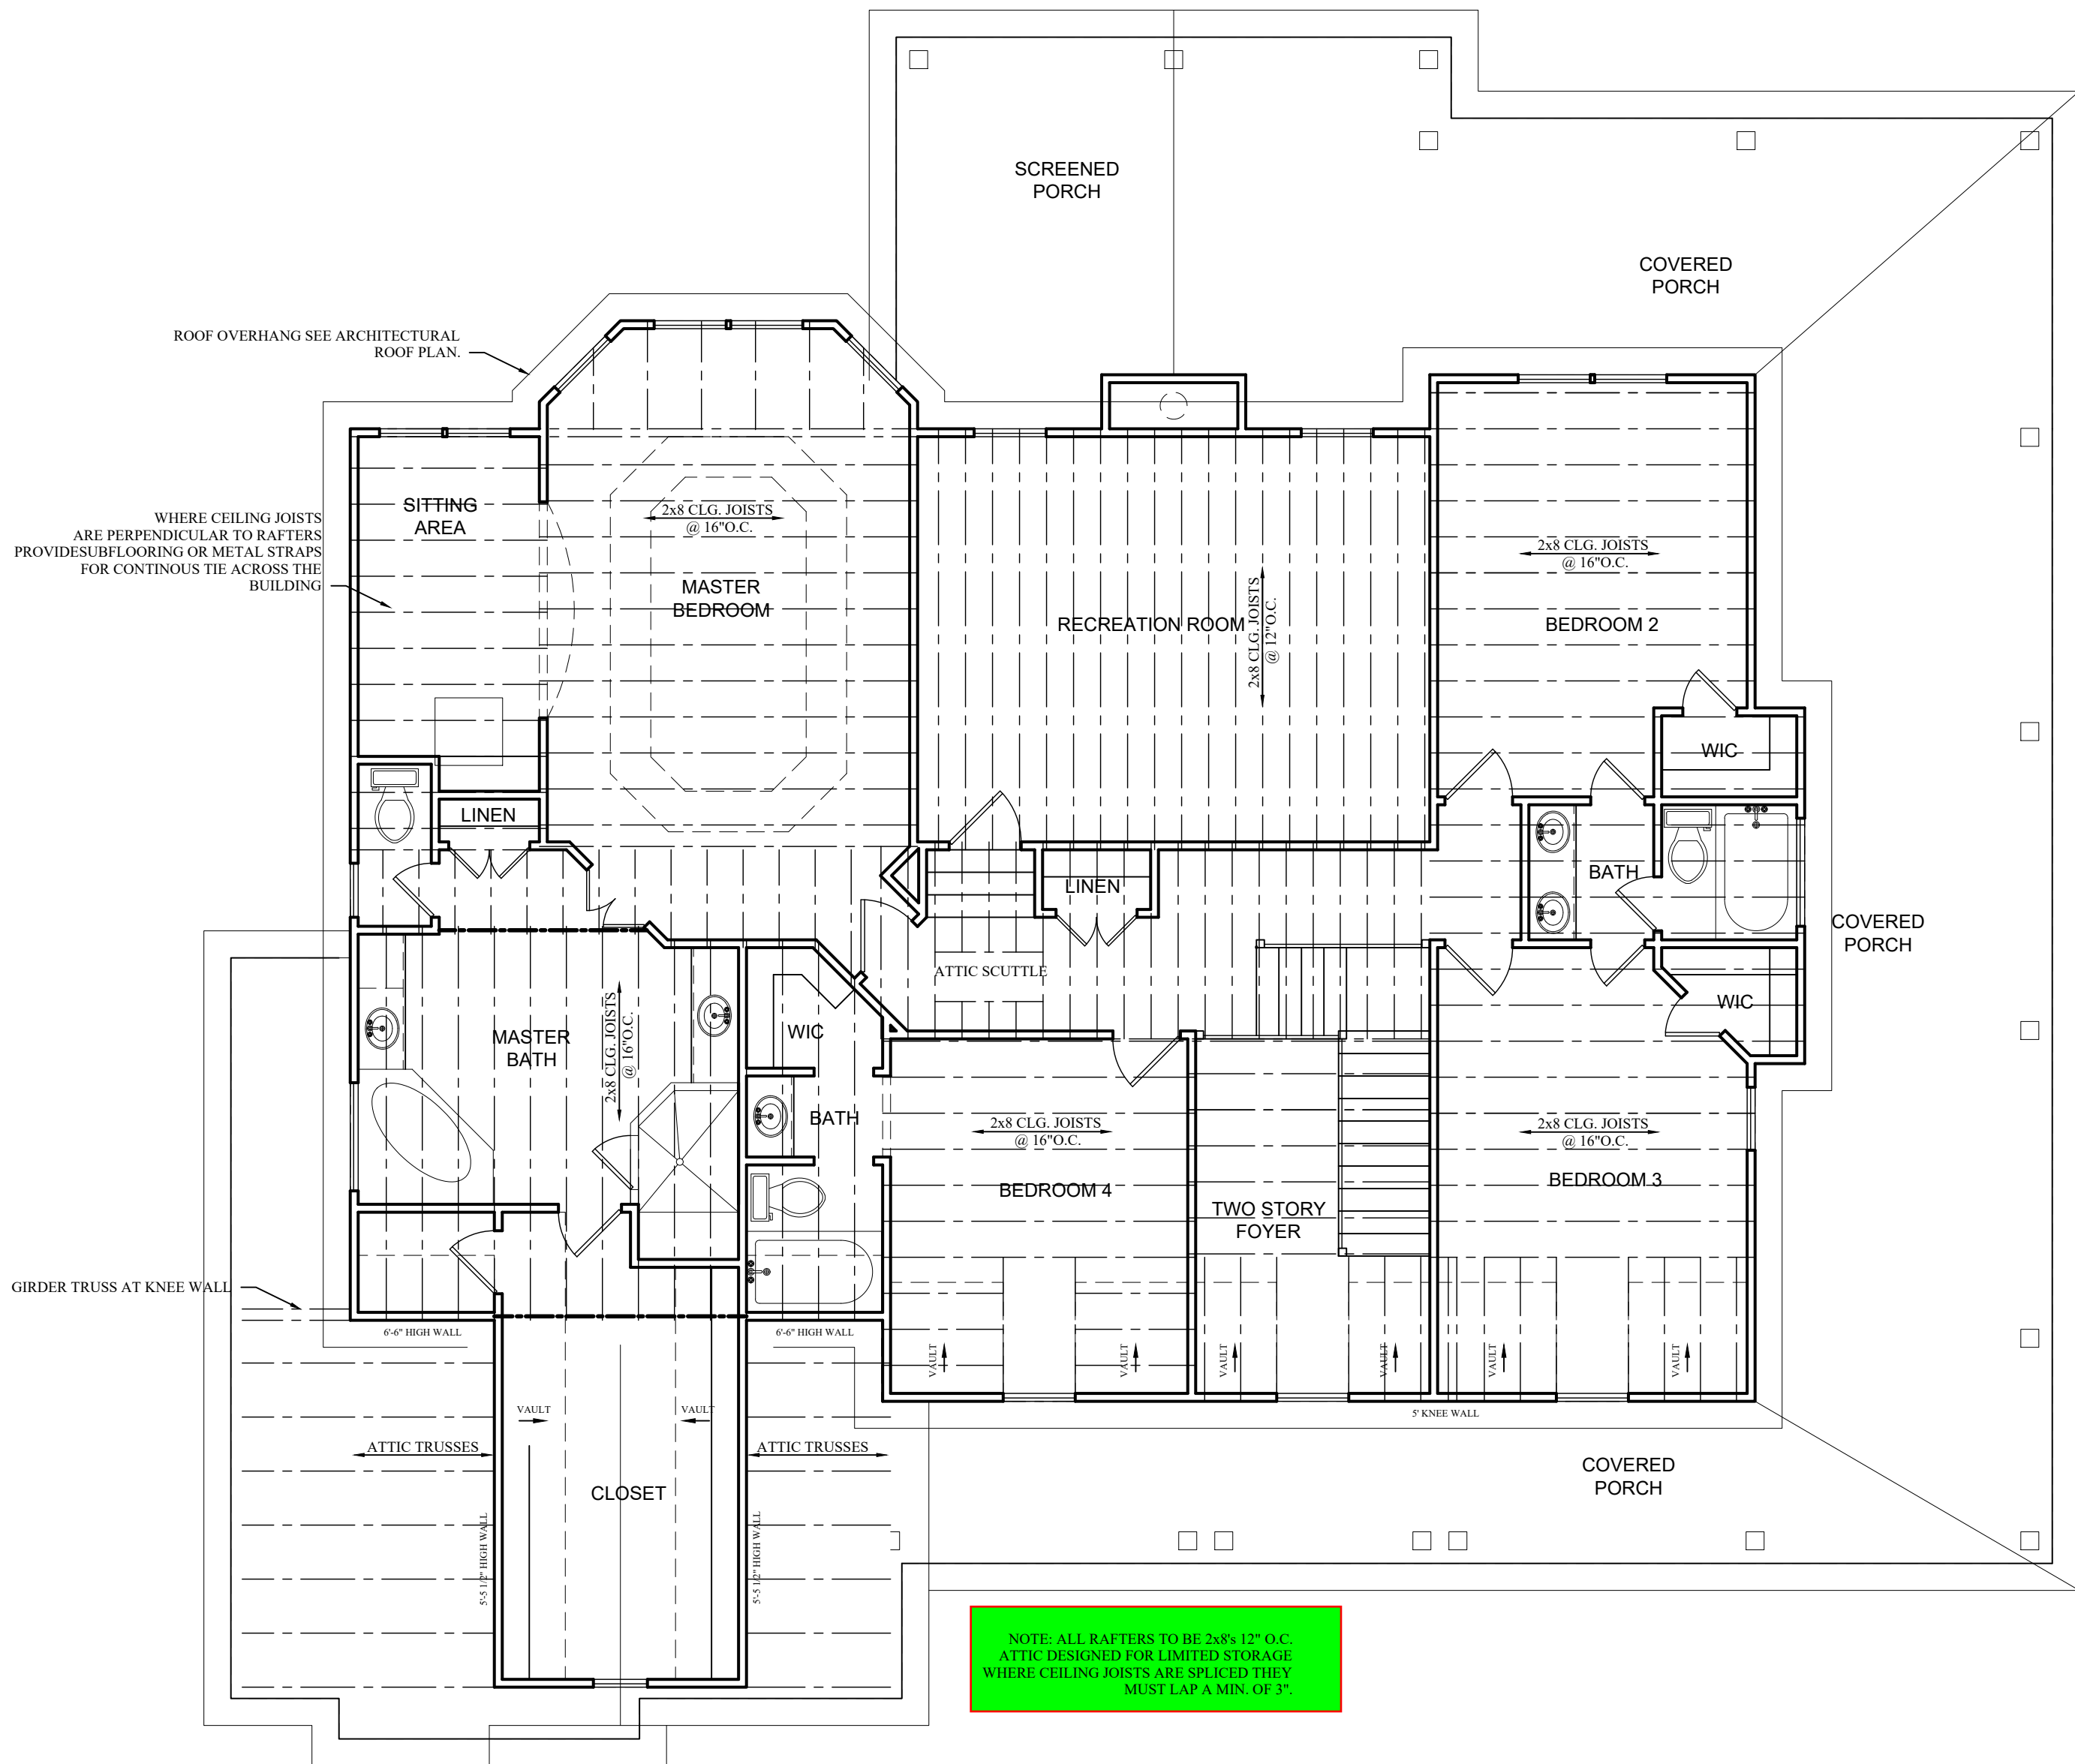 SCREENED
PORCH
COVERED
PORCH
ROOF OVERHANG SEE ARCHITECTURAL
ROOF PLAN.
SITTING
AREA
2x8 CLG. JOISTS
@ 16"O.C.
WHERE CEILING JOISTS
ARE PERPENDICULAR TO RAFTERS
PROVIDESUBFLOORING OR METAL STRAPS
FOR CONTINOUS TIE ACROSS THE
BUILDING
MASTER
BEDROOM
RECREATION ROOM
2x8 CLG. JOISTS
@ 12"O.C.
2x8 CLG. JOISTS
@ 16"O.C.
BEDROOM 2
WIC
LINEN
LINEN
BATH
COVERED
PORCH
ATTIC SCUTTLE
WIC
WIC
MASTER
BATH
2x8 CLG. JOISTS
@ 16"O.C.
BATH
2x8 CLG. JOISTS
@ 16"O.C.
BEDROOM 4
TWO STORY
FOYER
2x8 CLG. JOISTS
@ 16"O.C.
BEDROOM 3
GIRDER TRUSS AT KNEE WALL
6'-6" HIGH WALL
6'-6" HIGH WALL
VAULT
VAULT
VAULT
VAULT
VAULT
VAULT
VAULT
VAULT
5' KNEE WALL
ATTIC TRUSSES
ATTIC TRUSSES
CLOSET
COVERED
PORCH
5'-5 1/2" HIGH WALL
5'-5 1/2" HIGH WALL
NOTE: ALL RAFTERS TO BE 2x8's 12" O.C.
ATTIC DESIGNED FOR LIMITED STORAGE
WHERE CEILING JOISTS ARE SPLICED THEY
MUST LAP A MIN. OF 3".